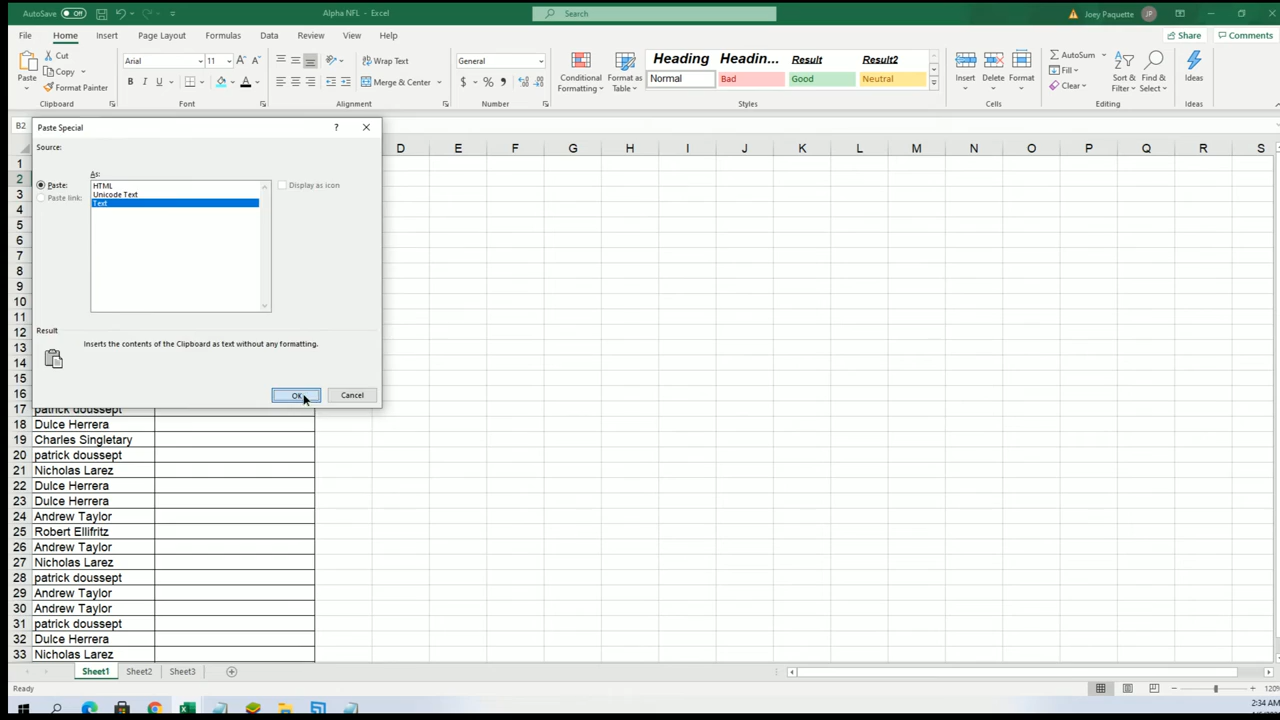 AutoSave Off Alpha NFL - Excel Search Joey Paquette JP
File Home Insert Page Layout Formulas Data Review View Help Share Comments
Cut
Copy
Format Painter
Paste
Clipboard
Arial 11
B I U
Font
Wrap Text
Merge & Center
Alignment
General
$ % ,
Number
Conditional Formatting
Format as Table
Heading Headin... Result Result2
Normal Bad Good Neutral
Styles
Insert Delete Format
Cells
AutoSum
Fill
Clear
Sort & Filter
Find & Select
Editing
Ideas
Ideas
B2
Paste Special ?
Source:
As:
Paste:
Paste link:
HTML
Unicode Text
Text
Display as icon
Result
Inserts the contents of the Clipboard as text without any formatting.
OK Cancel
D E F G H I J K L M N O P Q R S
1
2
3
4
5
6
7
8
9
10
11
12
13
14
15
16
17 patrick doussept
18 Dulce Herrera
19 Charles Singletary
20 patrick doussept
21 Nicholas Larez
22 Dulce Herrera
23 Dulce Herrera
24 Andrew Taylor
25 Robert Ellifritz
26 Andrew Taylor
27 Nicholas Larez
28 patrick doussept
29 Andrew Taylor
30 Andrew Taylor
31 patrick doussept
32 Dulce Herrera
33 Nicholas Larez
Sheet1 Sheet2 Sheet3
Ready 120%
2:34 AM